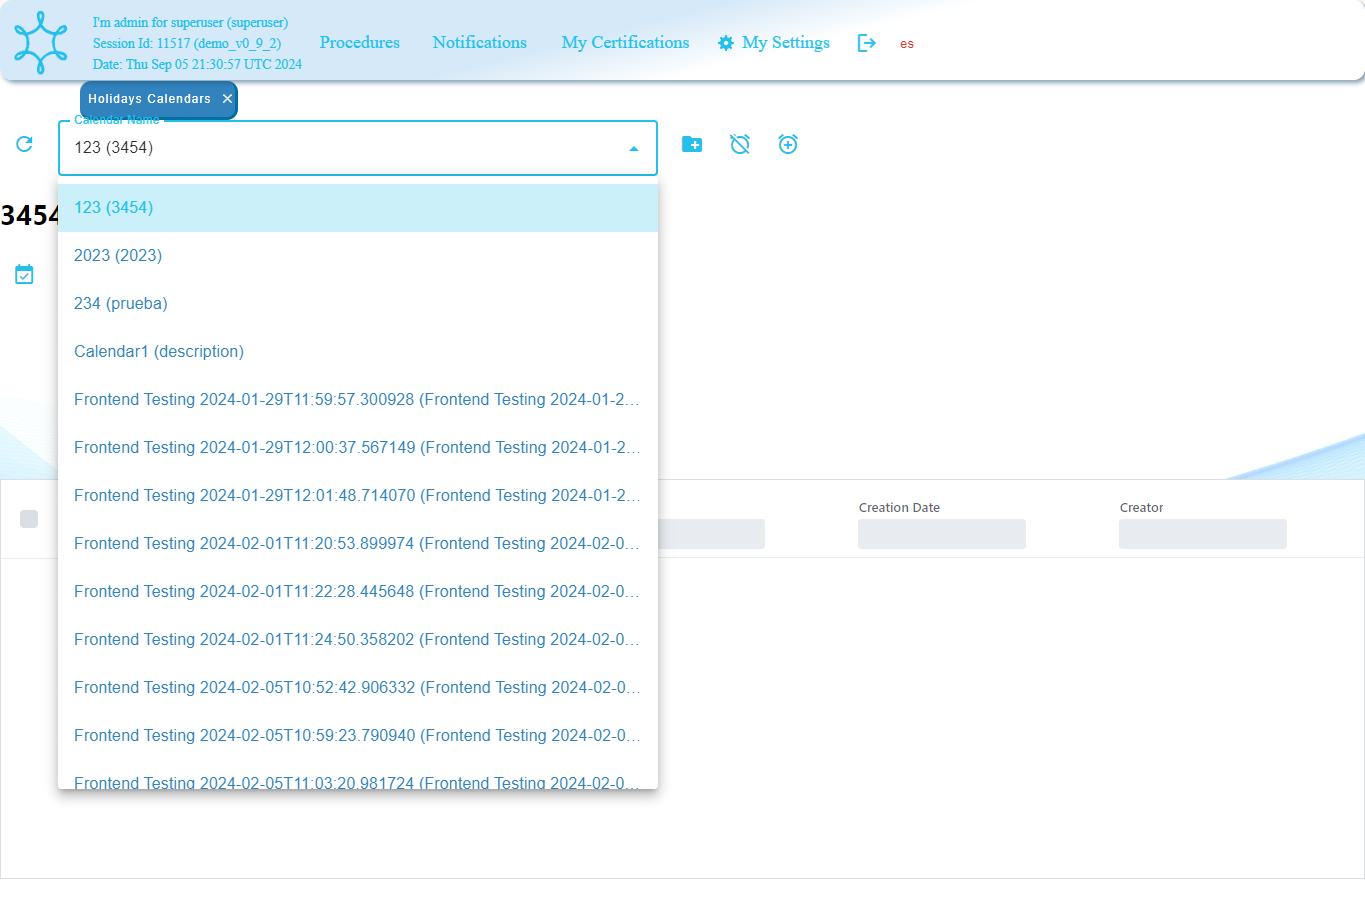 I'm admin for superuser (superuser)
Session Id: 11517 (demo_v0_9_2)
Date: Thu Sep 05 21:30:57 UTC 2024
Procedures
Notifications
My Certifications
My Settings
es
Holidays Calendars
Calendar Name
123 (3454)
3454
123 (3454)
2023 (2023)
234 (prueba)
Calendar1 (description)
Frontend Testing 2024-01-29T11:59:57.300928 (Frontend Testing 2024-01-2…
Frontend Testing 2024-01-29T12:00:37.567149 (Frontend Testing 2024-01-2…
Frontend Testing 2024-01-29T12:01:48.714070 (Frontend Testing 2024-01-2…
Frontend Testing 2024-02-01T11:20:53.899974 (Frontend Testing 2024-02-0…
Frontend Testing 2024-02-01T11:22:28.445648 (Frontend Testing 2024-02-0…
Frontend Testing 2024-02-01T11:24:50.358202 (Frontend Testing 2024-02-0…
Frontend Testing 2024-02-05T10:52:42.906332 (Frontend Testing 2024-02-0…
Frontend Testing 2024-02-05T10:59:23.790940 (Frontend Testing 2024-02-0…
Frontend Testing 2024-02-05T11:03:20.981724 (Frontend Testing 2024-02-0…
Creation Date
Creator